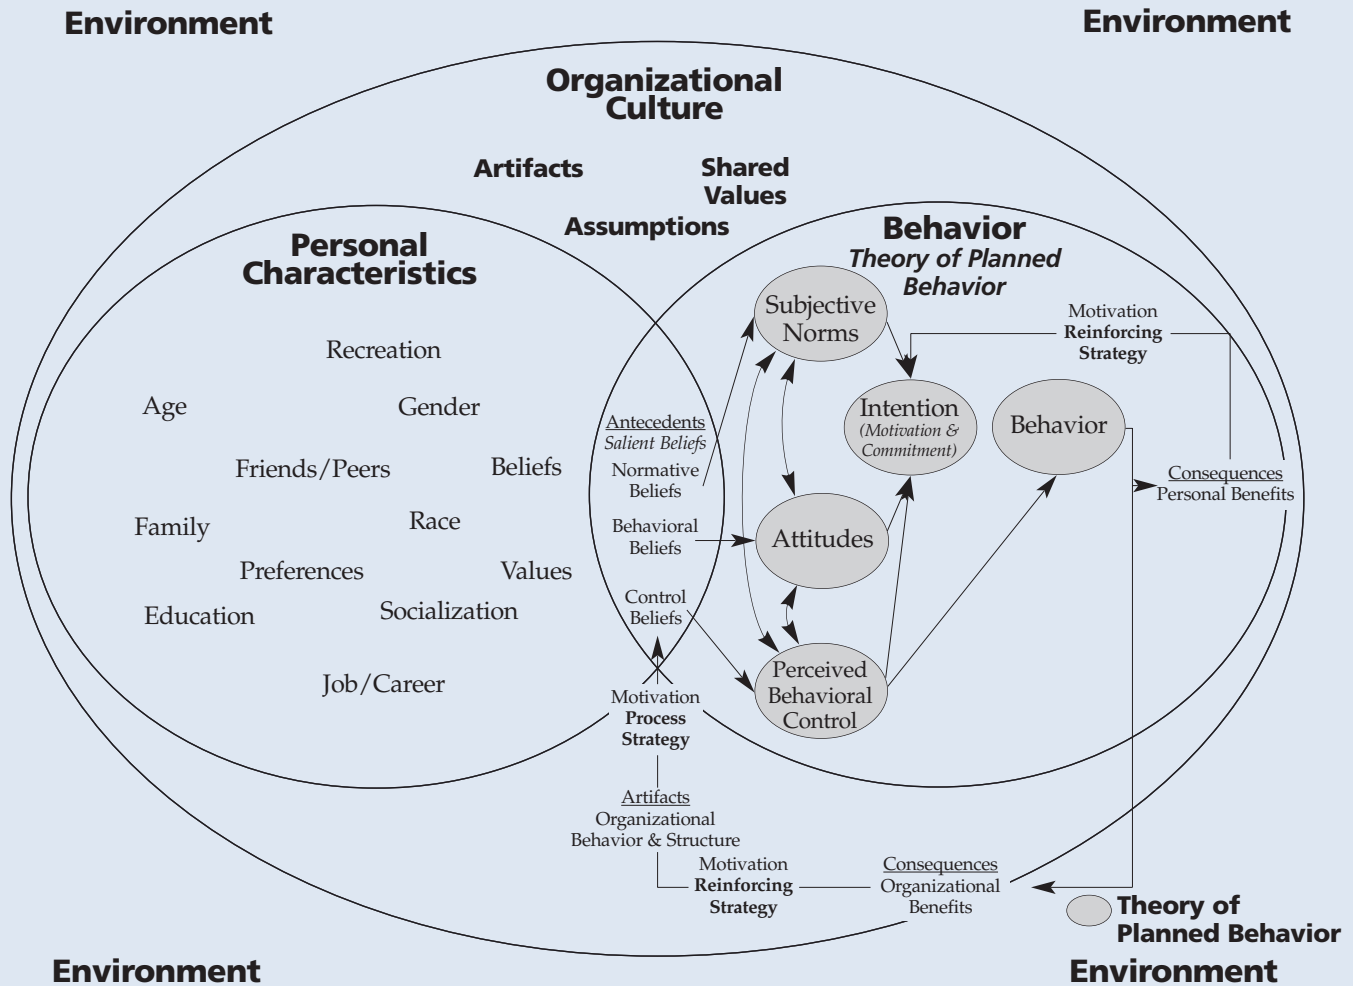 Environment
Environment
Organizational
Culture
Artifacts
Shared
Values
Assumptions
Personal
Characteristics
Recreation
Age
Gender
Friends/Peers
Beliefs
Family
Race
Preferences
Values
Education
Socialization
Job/Career
Behavior
Theory of Planned
Behavior
Subjective
Norms
Motivation
Reinforcing
Strategy
Intention
(Motivation &
Commitment)
Behavior
Antecedents
Salient Beliefs
Normative
Beliefs
Behavioral
Beliefs
Control
Beliefs
Attitudes
Consequences
Personal Benefits
Perceived
Behavioral
Control
Motivation
Process
Strategy
Artifacts
Organizational
Behavior & Structure
Motivation
Reinforcing
Strategy
Consequences
Organizational
Benefits
Theory of
Planned Behavior
Environment
Environment